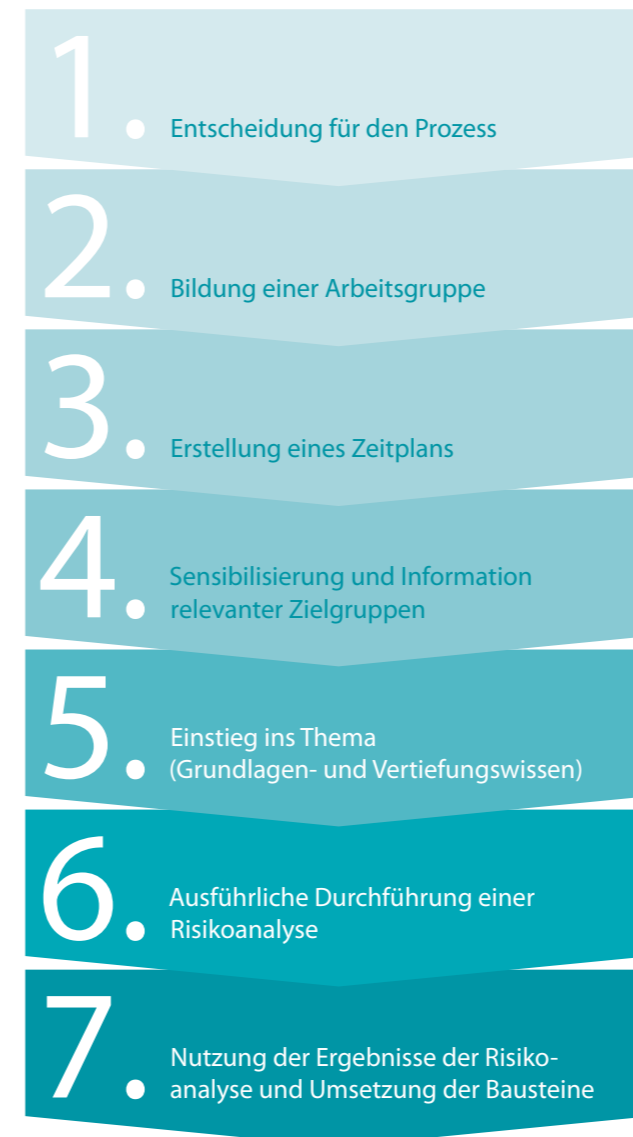 1. Entscheidung für den Prozess
2. Bildung einer Arbeitsgruppe
3. Erstellung eines Zeitplans
4. Sensibilisierung und Information
relevanter Zielgruppen
5. Einstieg ins Thema
(Grundlagen- und Vertiefungswissen)
6. Ausführliche Durchführung einer
Risikoanalyse
7. Nutzung der Ergebnisse der Risiko-
analyse und Umsetzung der Bausteine